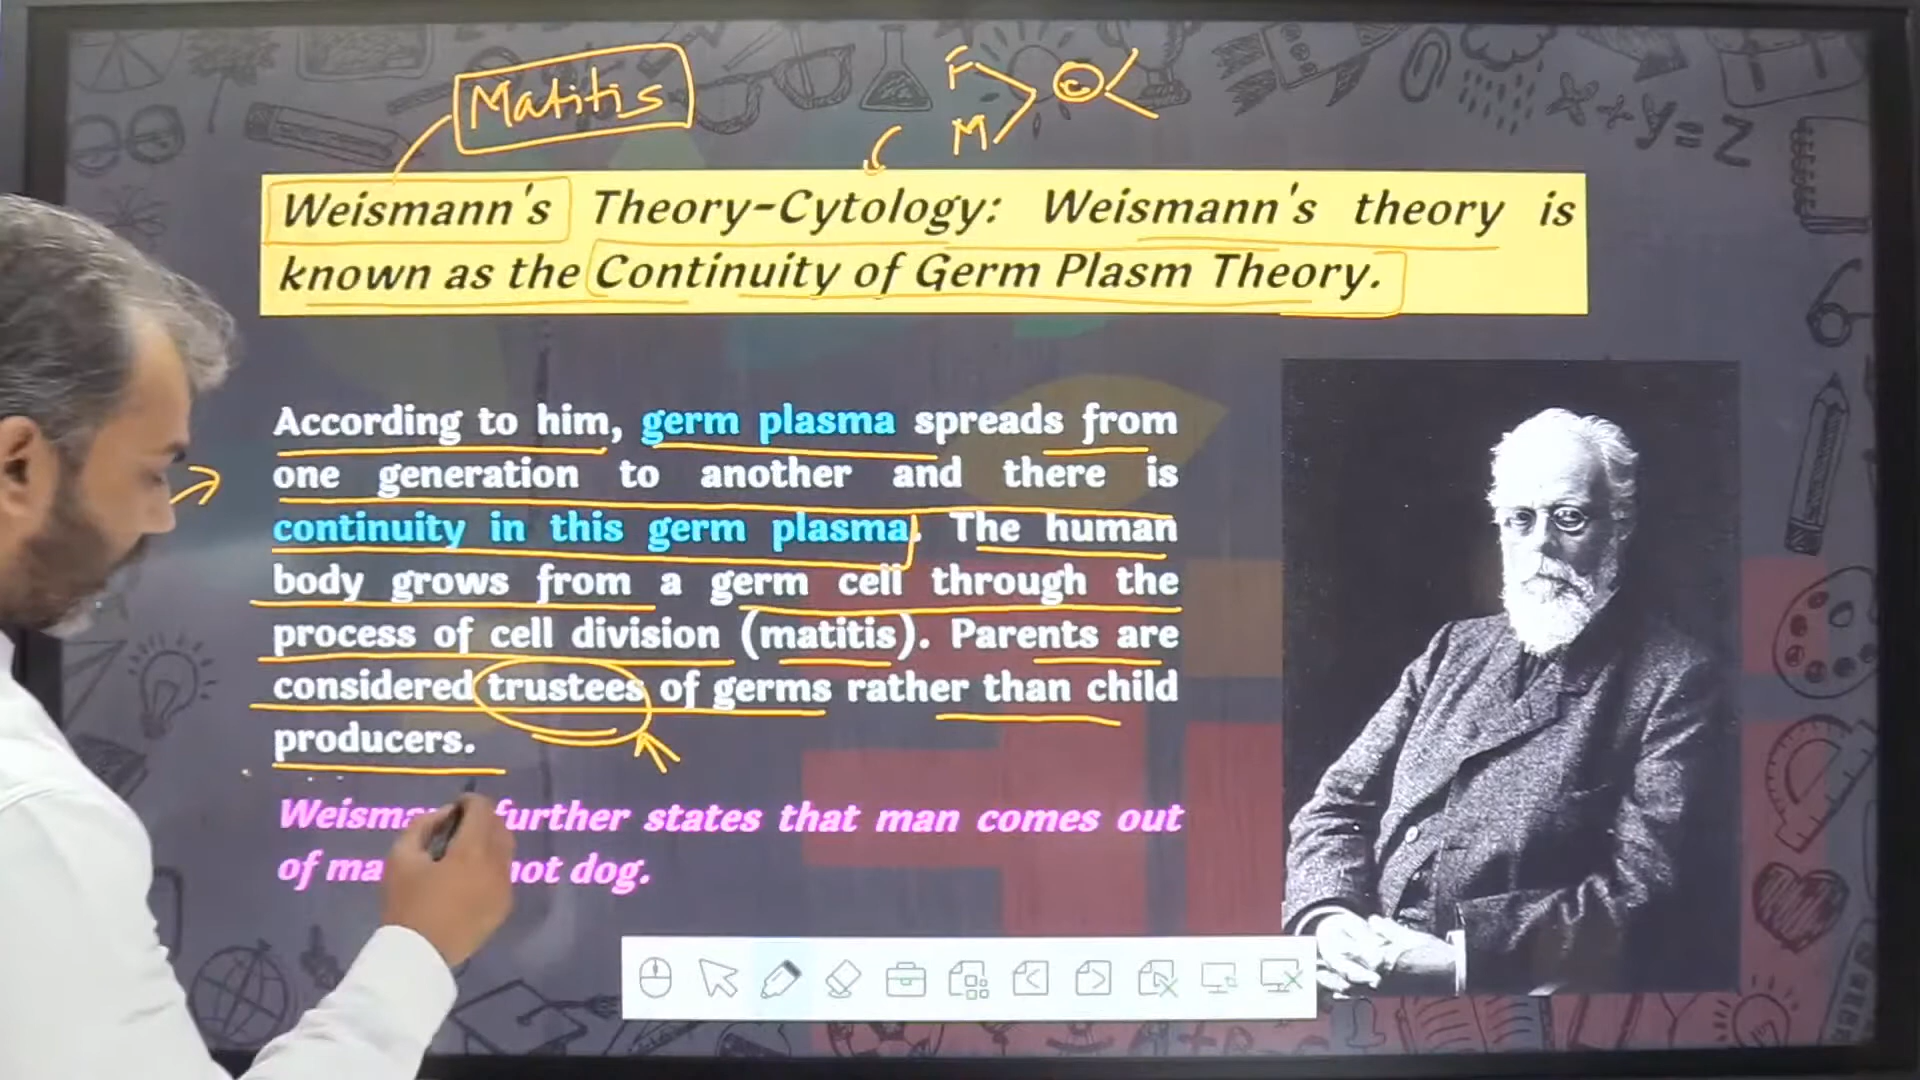 Matitis
F
M
C
x+y=Z
Weismann's Theory-Cytology: Weismann's theory is
known as the Continuity of Germ Plasm Theory.
According to him, germ plasma spreads from
one generation to another and there is
continuity in this germ plasma. The human
body grows from a germ cell through the
process of cell division (matitis). Parents are
considered trustees of germs rather than child
producers.
further states that man comes out
of not dog.